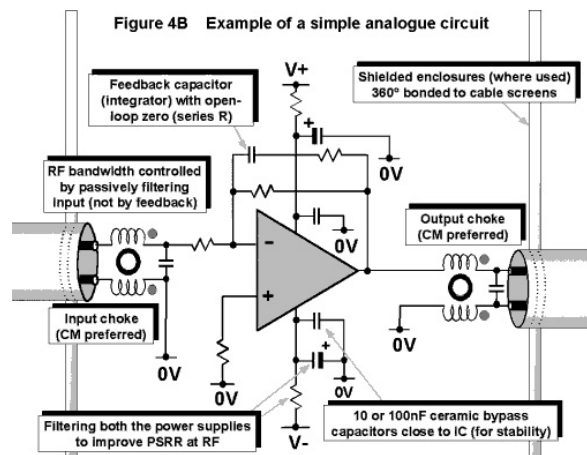 Figure 4B Example of a simple analogue circuit
Feedback capacitor
(integrator) with open-
loop zero (series R)
V+
Shielded enclosures (where used)
360º bonded to cable screens
+
0V
RF bandwidth controlled
by passively filtering
input (not by feedback)
0V
Output choke
(CM preferred)
–
+
Input choke
(CM preferred)
0V
0V
0V
+
0V
Filtering both the power supplies
to improve PSRR at RF
V-
10 or 100nF ceramic bypass
capacitors close to IC (for stability)